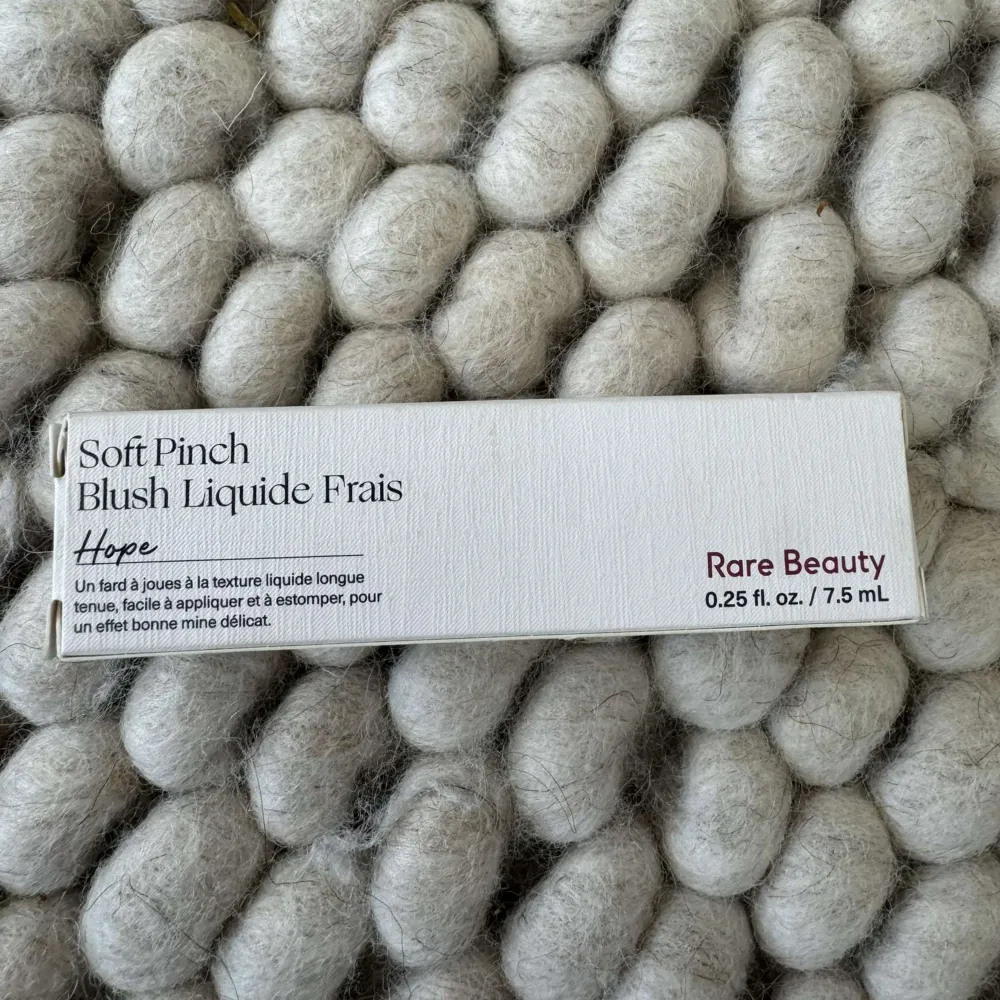 Soft Pinch
Blush Liquide Frais
Hope
Un fard à joues à la texture liquide longue
tenue, facile à appliquer et à estomper, pour
un effet bonne mine délicat.
Rare Beauty
0.25 fl. oz. / 7.5 mL